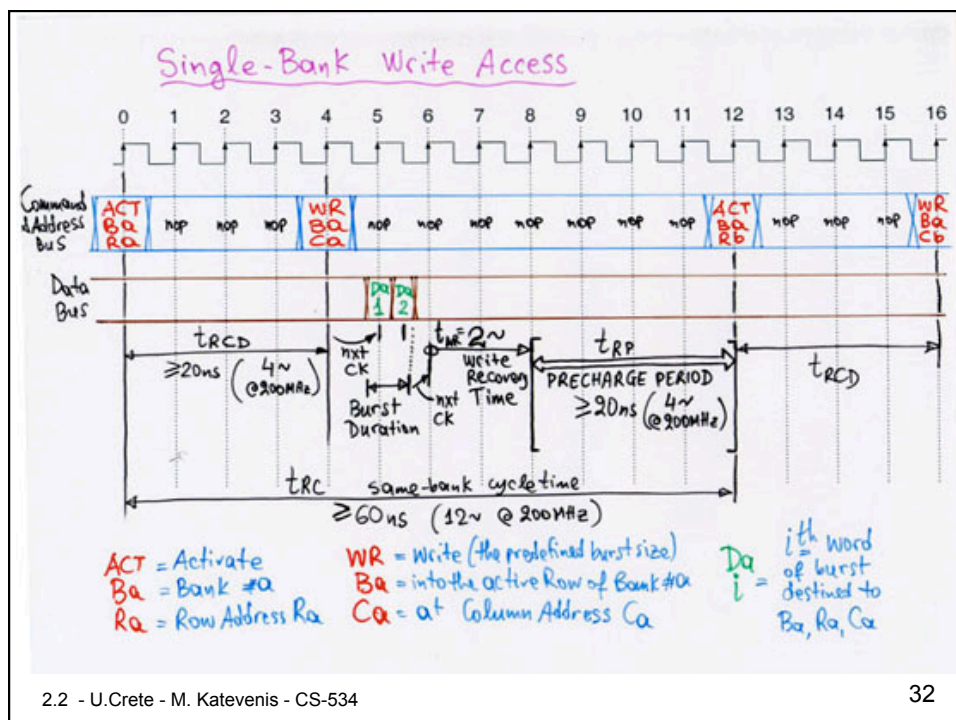 Single-Bank Write Access
0 1 2 3 4 5 6 7 8 9 10 11 12 13 14 15 16
Command
&Address
Bus
ACT
Ba
Ra
nop nop nop
WR
Ba
Ca
nop nop nop nop nop nop nop
ACT
Ba
Rb
nop nop nop
WR
Ba
Cb
Data
Bus
Da
1
Da
2
tRCD
≥20ns (4~ @200MHz)
nxt
CK
Burst
Duration
nxt
CK
tWR=2~
Write
Recovery
Time
tRP
PRECHARGE PERIOD
≥20ns (4~ @200MHz)
tRCD
tRC same-bank cycle time
≥60ns (12~ @ 200MHz)
ACT = Activate
Ba = Bank #a
Ra = Row Address Ra
WR = Write (the predefined burst size)
Ba = into the active Row of Bank #a
Ca = at Column Address Ca
Da
i = ith word
of burst
destined to
Ba, Ra, Ca
2.2 - U.Crete - M. Katevenis - CS-534
32